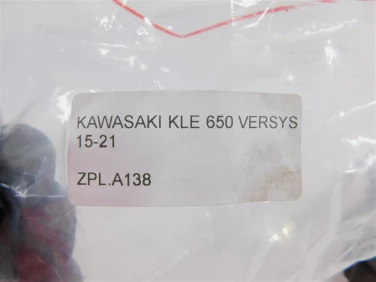 KAWASAKI KLE 650 VERSYS
15-21
ZPL.A138